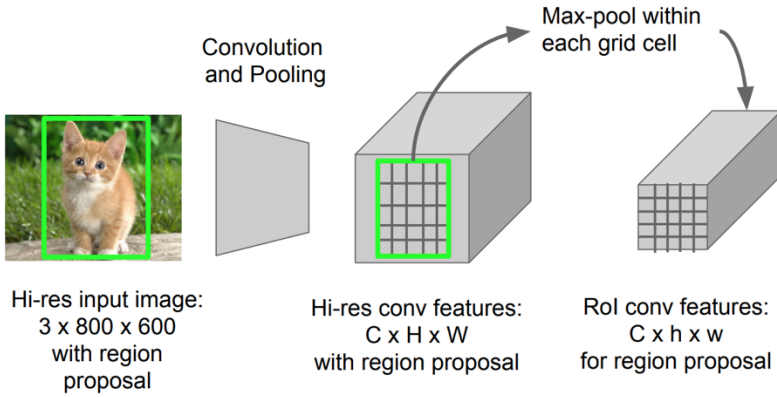 Convolution
and Pooling
Max-pool within
each grid cell
Hi-res input image:
3 x 800 x 600
with region
proposal
Hi-res conv features:
C x H x W
with region proposal
RoI conv features:
C x h x w
for region proposal